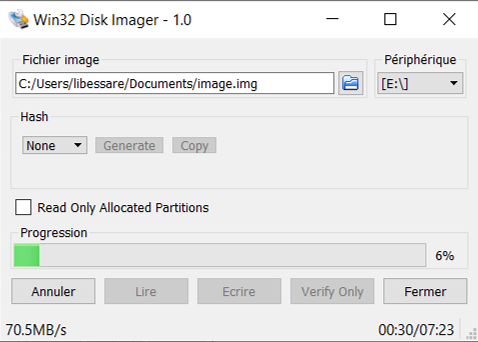 Win32 Disk Imager - 1.0
Fichier image
Périphérique
C:/Users/libessare/Documents/image.img
[E:\]
Hash
None Generate Copy
Read Only Allocated Partitions
Progression
6%
Annuler Lire Ecrire Verify Only Fermer
70.5MB/s 00:30/07:23